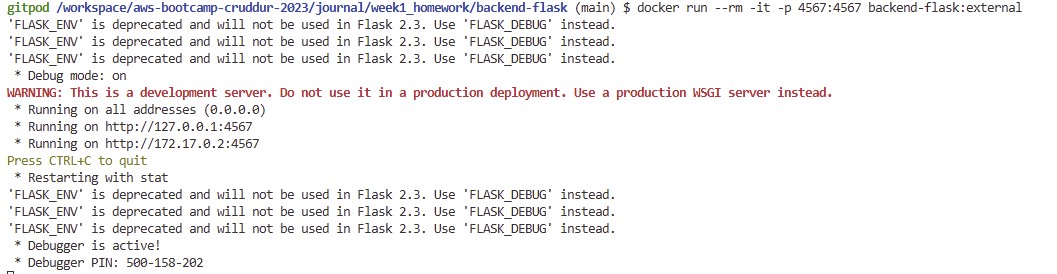 gitpod /workspace/aws-bootcamp-cruddur-2023/journal/week1_homework/backend-flask (main) $ docker run --rm -it -p 4567:4567 backend-flask:external
'FLASK_ENV' is deprecated and will not be used in Flask 2.3. Use 'FLASK_DEBUG' instead.
'FLASK_ENV' is deprecated and will not be used in Flask 2.3. Use 'FLASK_DEBUG' instead.
'FLASK_ENV' is deprecated and will not be used in Flask 2.3. Use 'FLASK_DEBUG' instead.
 * Debug mode: on
WARNING: This is a development server. Do not use it in a production deployment. Use a production WSGI server instead.
 * Running on all addresses (0.0.0.0)
 * Running on http://127.0.0.1:4567
 * Running on http://172.17.0.2:4567
Press CTRL+C to quit
 * Restarting with stat
'FLASK_ENV' is deprecated and will not be used in Flask 2.3. Use 'FLASK_DEBUG' instead.
'FLASK_ENV' is deprecated and will not be used in Flask 2.3. Use 'FLASK_DEBUG' instead.
'FLASK_ENV' is deprecated and will not be used in Flask 2.3. Use 'FLASK_DEBUG' instead.
 * Debugger is active!
 * Debugger PIN: 500-158-202